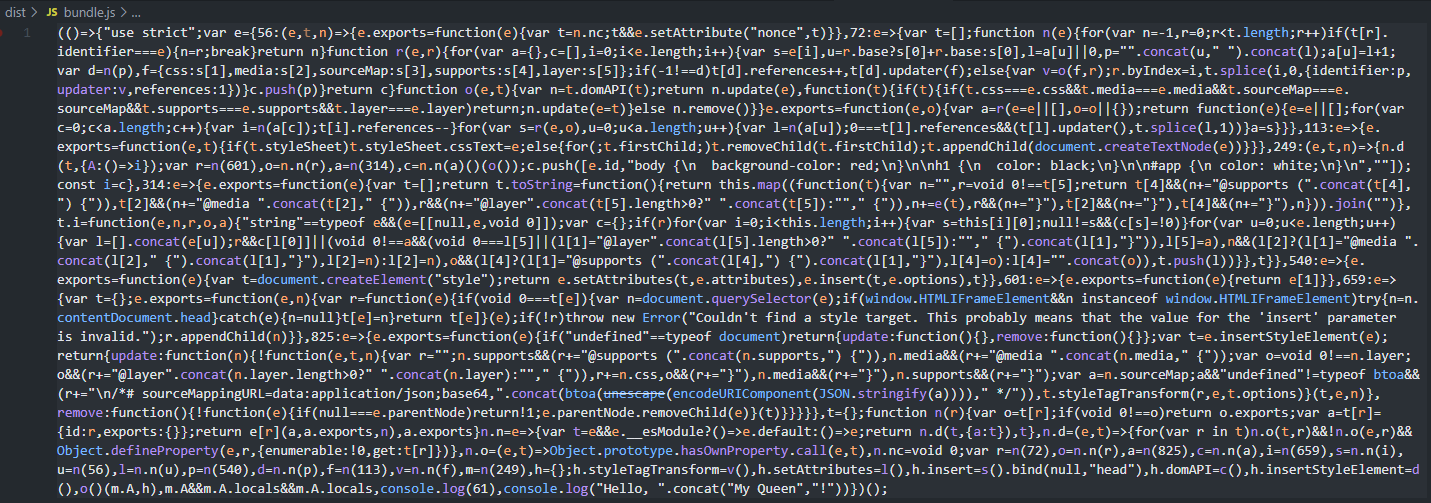 dist > JS bundle.js > ...
1 (()=>{"use strict";var e={56:(e,t,n)=>{e.exports=function(e){var t=n.nc;t&&e.setAttribute("nonce",t)}},72:e=>{var t=[];function n(e){for(var n=-1,r=0;r<t.length;r++)if(t[r].
identifier===e){n=r;break}return n}function r(e,r){for(var a={},c=[],i=0;i<e.length;i++){var s=e[i],u=r.base?s[0]+r.base:s[0],l=a[u]||0,p="".concat(u," ").concat(l);a[u]=l+1;
var d=n(p),f={css:s[1],media:s[2],sourceMap:s[3],supports:s[4],layer:s[5]};if(-1!==d)t[d].references++,t[d].updater(f);else{var v=o(f,r);r.byIndex=i,t.splice(i,0,{identifier:p,
updater:v,references:1})}c.push(p)}return c}function o(e,t){var n=t.domAPI(t);return n.update(e),function(t){if(t){if(t.css===e.css&&t.media===e.media&&t.sourceMap===e.
sourceMap&&t.supports===e.supports&&t.layer===e.layer)return;n.update(e=t)}else n.remove()}}e.exports=function(e,o){var a=r(e=e||[],o=o||{});return function(e){e=e||[];for(var
c=0;c<a.length;c++){var i=n(a[c]);t[i].references--}for(var s=r(e,o),u=0;u<a.length;u++){var l=n(a[u]);0===t[l].references&&(t[l].updater(),t.splice(l,1))}a=s}}},113:e=>{e.
exports=function(e,t){if(t.styleSheet)t.styleSheet.cssText=e;else{for(;t.firstChild;)t.removeChild(t.firstChild);t.appendChild(document.createTextNode(e))}}},249:(e,t,n)=>{n.d
(t,{A:()=>i});var r=n(601),o=n.n(r),a=n(314),c=n.n(a)()(o());c.push([e.id,"body {\n  background-color: red;\n}\n\nh1 {\n  color: black;\n}\n\n#app {\n color: white;\n}\n",""]);
const i=c},314:e=>{e.exports=function(e){var t=[];return t.toString=function(){return this.map((function(t){var n="",r=void 0!==t[5];return t[4]&&(n+="@supports (".concat(t[4],
") {")),t[2]&&(n+="@media ".concat(t[2]," {")),r&&(n+="@layer".concat(t[5].length>0?" ".concat(t[5]):""," {")),n+=e(t),r&&(n+="}"),t[2]&&(n+="}"),t[4]&&(n+="}"),n})).join("")},
t.i=function(e,n,r,o,a){"string"==typeof e&&(e=[[null,e,void 0]]);var c={};if(r)for(var i=0;i<this.length;i++){var s=this[i][0];null!=s&&(c[s]=!0)}for(var u=0;u<e.length;u++)
{var l=[].concat(e[u]);r&&c[l[0]]||(void 0!==a&&(void 0===l[5]||(l[1]="@layer".concat(l[5].length>0?" ".concat(l[5]):""," {").concat(l[1],"}")),l[5]=a),n&&(l[2]?(l[1]="@media ".
concat(l[2]," {").concat(l[1],"}"),l[2]=n):l[2]=n),o&&(l[4]?(l[1]="@supports (".concat(l[4],") {").concat(l[1],"}"),l[4]=o):l[4]="".concat(o)),t.push(l))}},t}},540:e=>{e.
exports=function(e){var t=document.createElement("style");return e.setAttributes(t,e.attributes),e.insert(t,e.options),t}},601:e=>{e.exports=function(e){return e[1]}},659:e=>
{var t={};e.exports=function(e,n){var r=function(e){if(void 0===t[e]){var n=document.querySelector(e);if(window.HTMLIFrameElement&&n instanceof window.HTMLIFrameElement)try{n=n.
contentDocument.head}catch(e){n=null}t[e]=n}return t[e]}(e);if(!r)throw new Error("Couldn't find a style target. This probably means that the value for the 'insert' parameter
is invalid.");r.appendChild(n)}},825:e=>{e.exports=function(e){if("undefined"==typeof document)return{update:function(){},remove:function(){}};var t=e.insertStyleElement(e);
return{update:function(n){!function(e,t,n){var r="";n.supports&&(r+="@supports (".concat(n.supports,") {")),n.media&&(r+="@media ".concat(n.media," {"));var o=void 0!==n.layer;
o&&(r+="@layer".concat(n.layer.length>0?" ".concat(n.layer):""," {")),r+=n.css,o&&(r+="}"),n.media&&(r+="}"),n.supports&&(r+="}");var a=n.sourceMap;a&&"undefined"!=typeof btoa&&
(r+="\n/*# sourceMappingURL=data:application/json;base64,".concat(btoa(unescape(encodeURIComponent(JSON.stringify(a))))," */")),t.styleTagTransform(r,e,t.options)}(t,e,n)},
remove:function(){!function(e){if(null===e.parentNode)return!1;e.parentNode.removeChild(e)}(t)}}}}},t={};function n(r){var o=t[r];if(void 0!==o)return o.exports;var a=t[r]=
{id:r,exports:{}};return e[r](a,a.exports,n),a.exports}n.n=e=>{var t=e&&e.__esModule?()=>e.default:()=>e;return n.d(t,{a:t}),t},n.d=(e,t)=>{for(var r in t)n.o(t,r)&&!n.o(e,r)&&
Object.defineProperty(e,r,{enumerable:!0,get:t[r]})},n.o=(e,t)=>Object.prototype.hasOwnProperty.call(e,t),n.nc=void 0;var r=n(72),o=n.n(r),a=n(825),c=n.n(a),i=n(659),s=n.n(i),
u=n(56),l=n.n(u),p=n(540),d=n.n(p),f=n(113),v=n.n(f),m=n(249),h={};h.styleTagTransform=v(),h.setAttributes=l(),h.insert=s().bind(null,"head"),h.domAPI=c(),h.insertStyleElement=d
(),o()(m.A,h),m.A&&m.A.locals&&m.A.locals,console.log(61),console.log("Hello, ".concat("My Queen","!"))})();